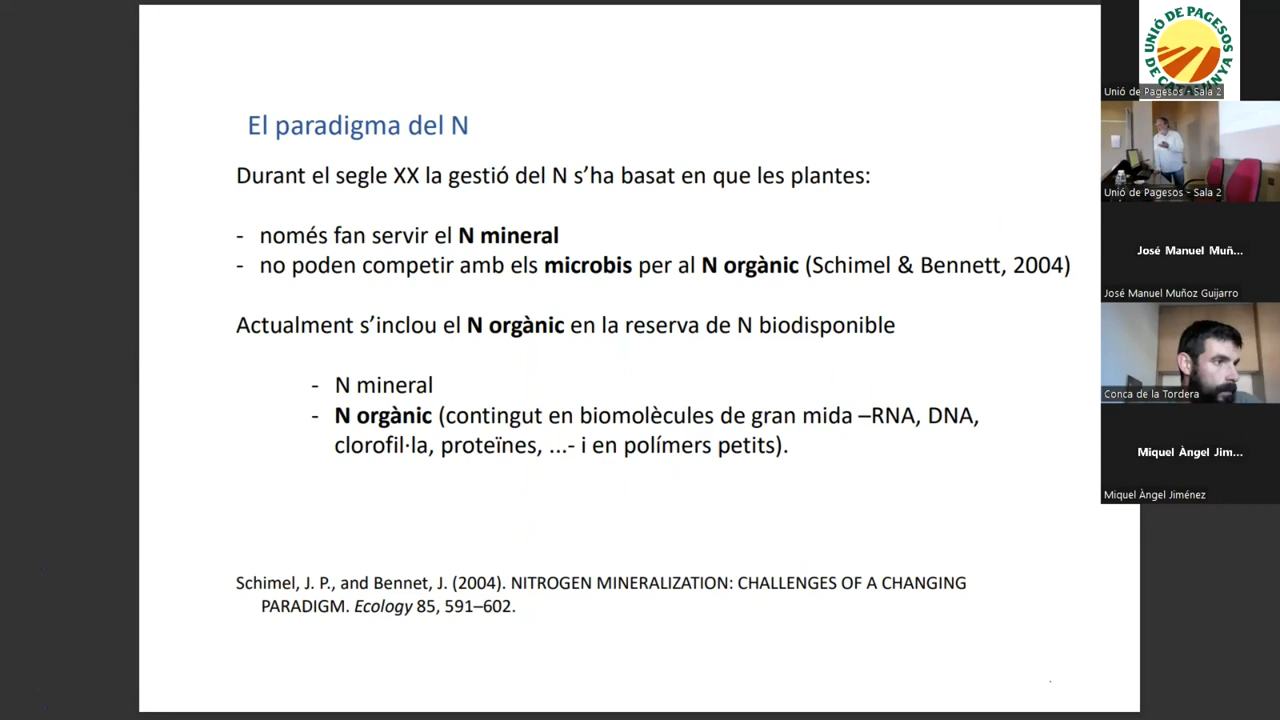 El paradigma del N
Durant el segle XX la gestió del N s'ha basat en que les plantes:
- només fan servir el N mineral
- no poden competir amb els microbis per al N orgànic (Schimel & Bennett, 2004)
Actualment s'inclou el N orgànic en la reserva de N biodisponible
- N mineral
- N orgànic (contingut en biomolècules de gran mida –RNA, DNA,
clorofil·la, proteïnes, ...- i en polímers petits).
Schimel, J. P., and Bennet, J. (2004). NITROGEN MINERALIZATION: CHALLENGES OF A CHANGING
PARADIGM. Ecology 85, 591–602.
UNIÓ DE PAGESOS
DE CATALUNYA
Unió de Pagesos - Sala 2
Unió de Pagesos - Sala 2
José Manuel Muñ...
José Manuel Muñoz Guijarro
Conca de la Tordera
Miquel Àngel Jim...
Miquel Àngel Jiménez